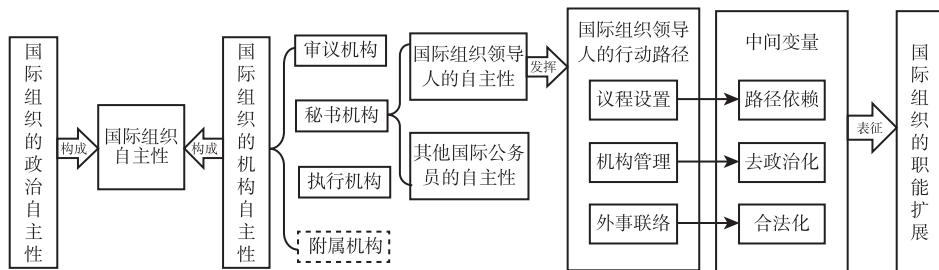 国际组织的政治自主性
构成
国际组织
自主性
构成
国际组织的机构自主性
审议机构
秘书机构
执行机构
附属机构
国际组织领导
人的自主性
其他国际公务
员的自主性
发挥
国际组织领导
人的行动路径
议程设置
机构管理
外事联络
中间变量
路径依赖
去政治化
合法化
表征
国际组织的职能扩展